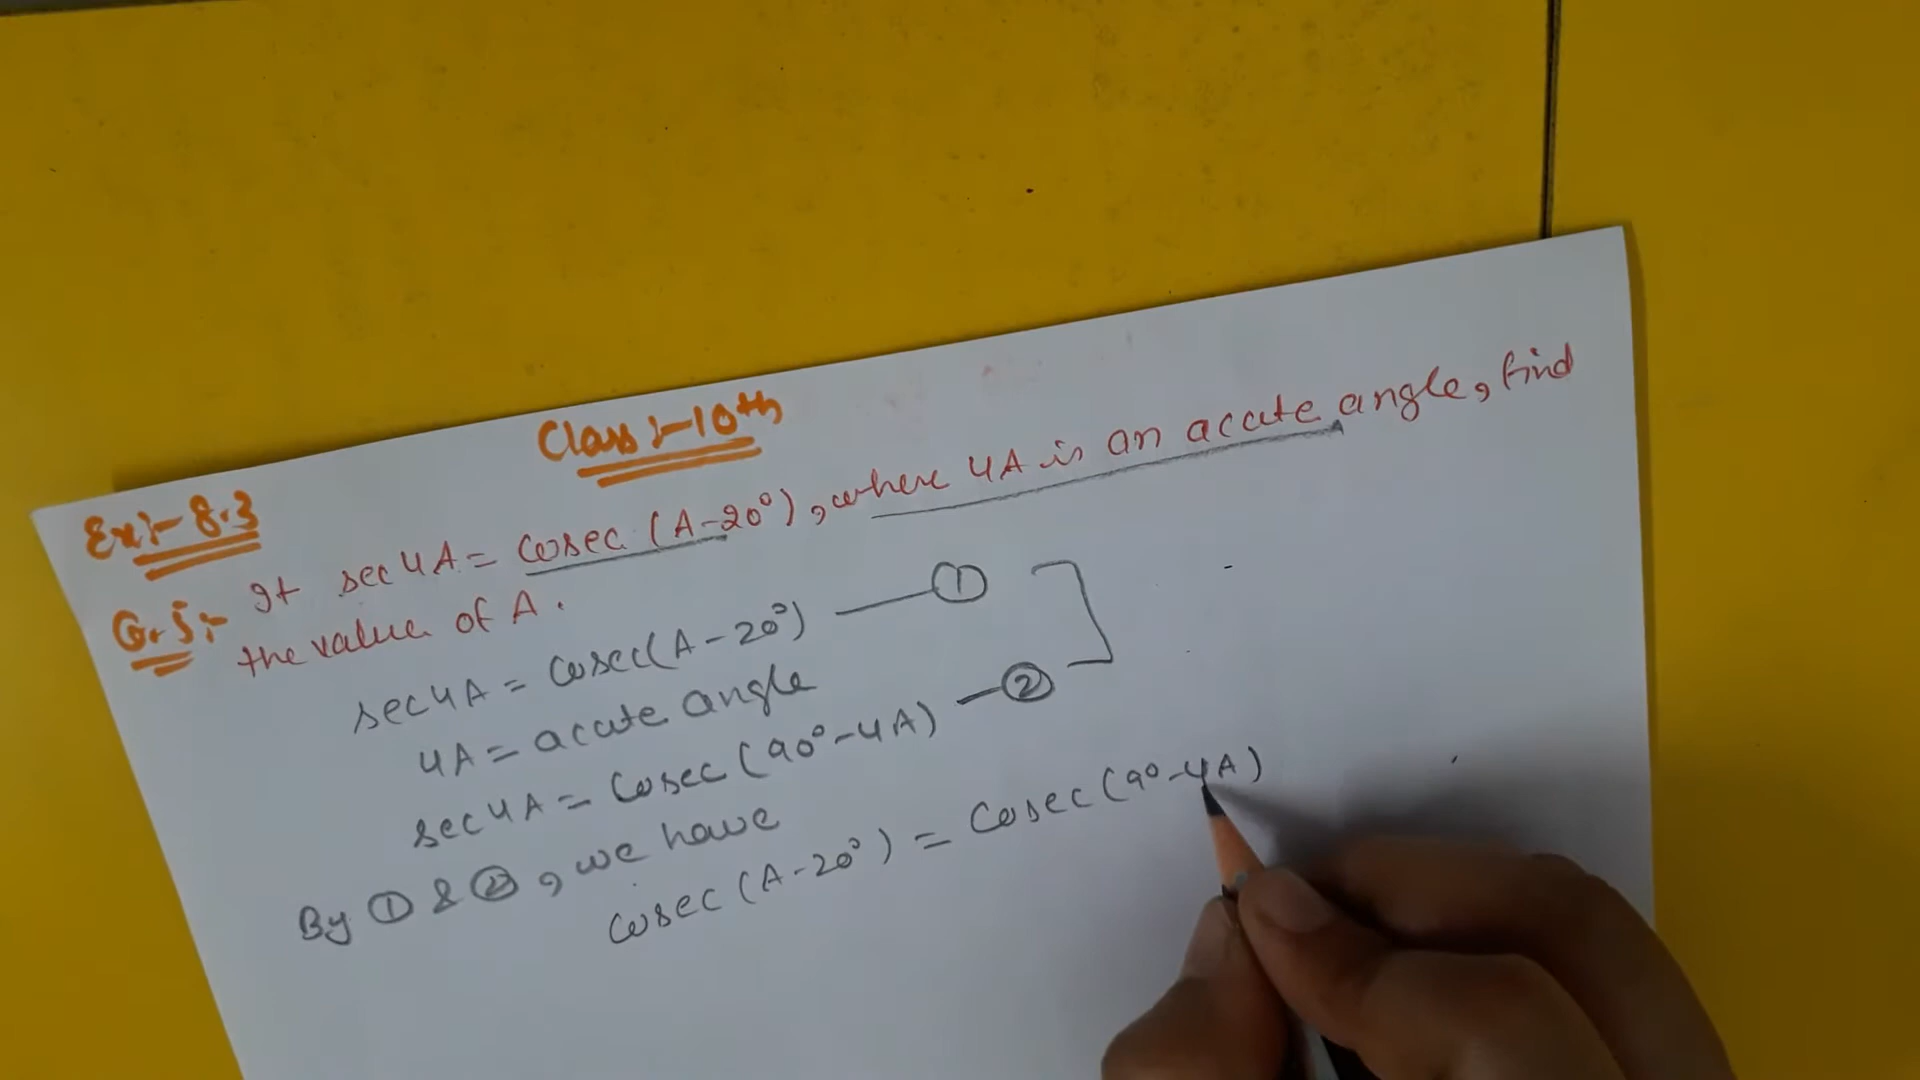 Class:-10th
Ex:-8.3
Q.5:- If sec 4A = cosec (A-20°), where 4A is an acute angle, find
the value of A.
sec 4A = cosec(A-20°) — ①
4A = acute angle
sec 4A = cosec (90°-4A) — ②
By ① & ②, we have
cosec (A-20°) = cosec (90-4A)